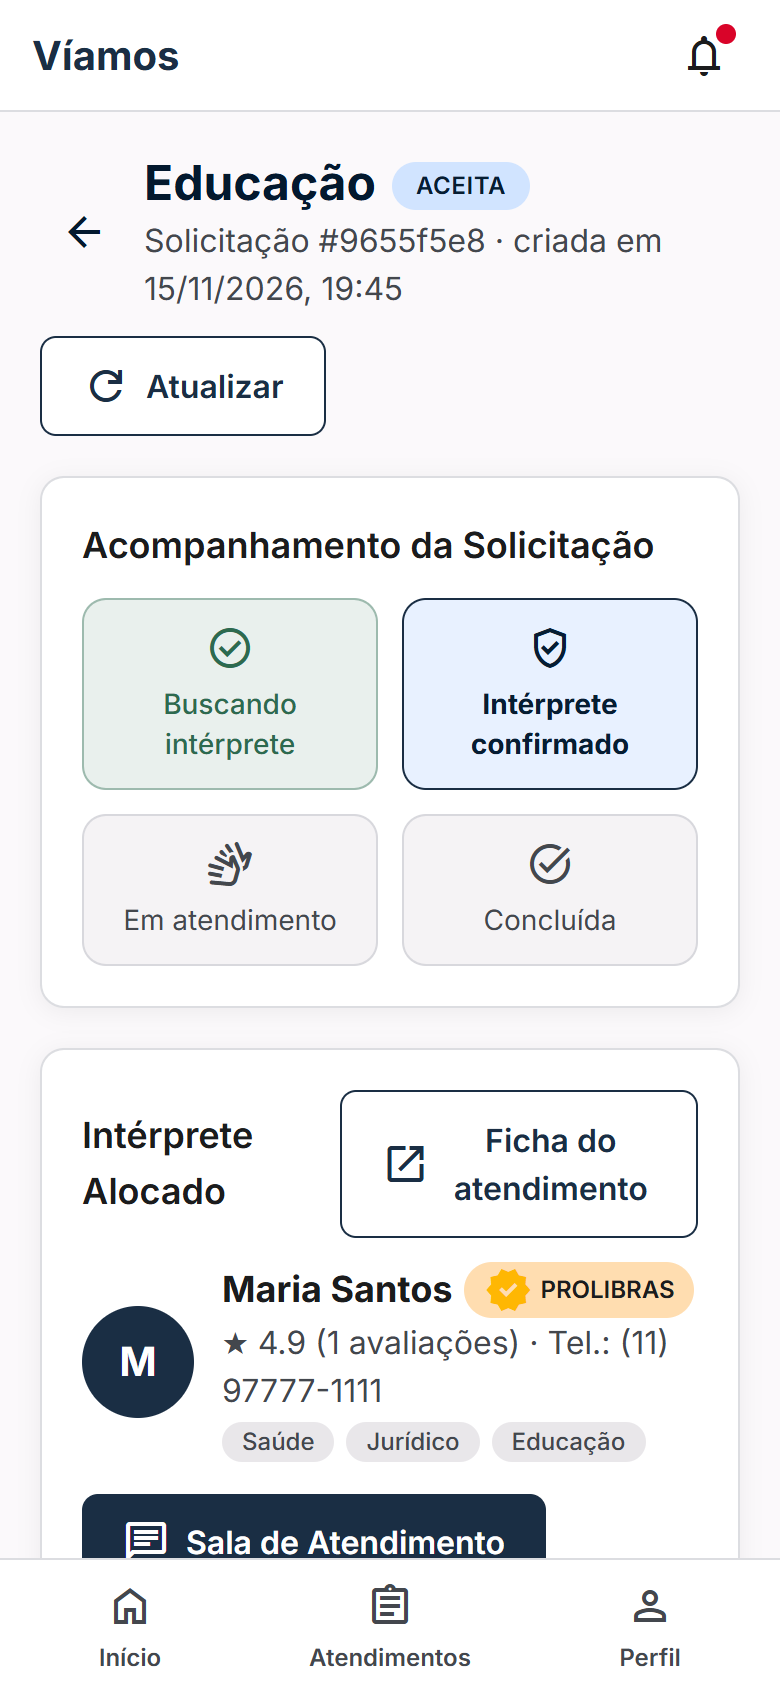 Víamos
Educação ACEITA
Solicitação #9655f5e8 · criada em
15/11/2026, 19:45
Atualizar
Acompanhamento da Solicitação
Buscando
intérprete
Intérprete
confirmado
Em atendimento
Concluída
Intérprete
Alocado
Ficha do
atendimento
Maria Santos PROLIBRAS
M
★ 4.9 (1 avaliações) · Tel.: (11)
97777-1111
Saúde Jurídico Educação
Sala de Atendimento
Início Atendimentos Perfil